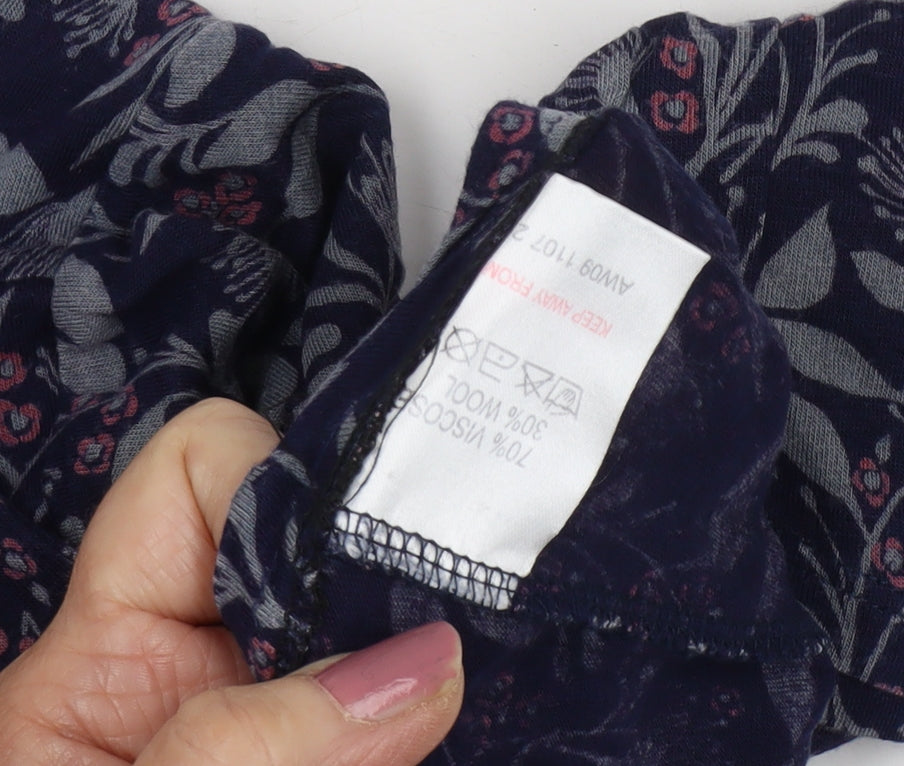 70% VISCOSE
30% WOOL
KEEP AWAY FROM
AW09 1107 2